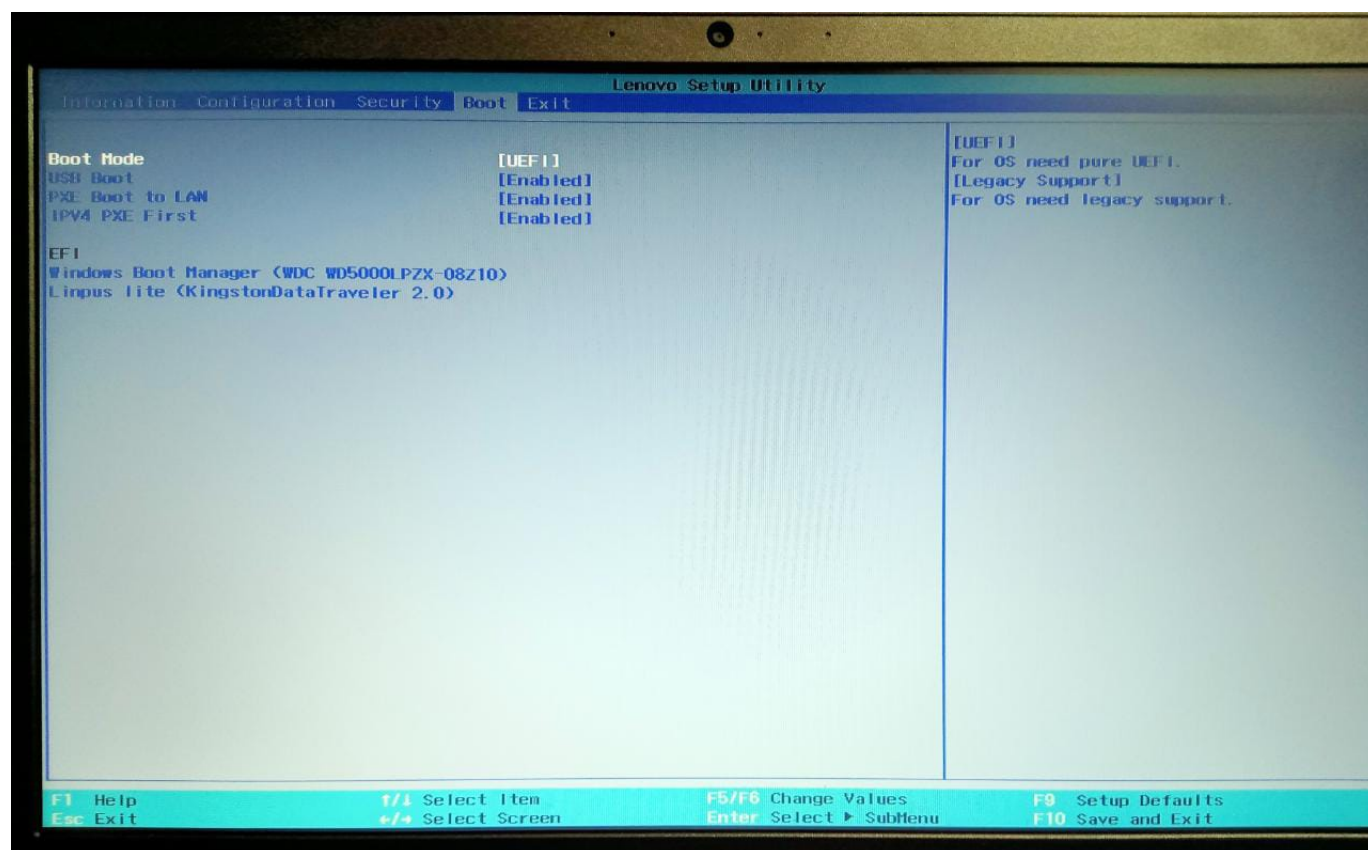 Lenovo Setup Utility
Information Configuration Security Boot Exit
Boot Mode [UEFI]
USB Boot [Enabled]
PXE Boot to LAN [Enabled]
IPV4 PXE First [Enabled]
EFI
Windows Boot Manager (WDC WD5000LPZX-08Z10)
Linpus lite (KingstonDataTraveler 2.0)
[UEFI]
For OS need pure UEFI.
[Legacy Support]
For OS need legacy support.
F1 Help ↑/↓ Select Item F5/F6 Change Values F9 Setup Defaults
Esc Exit ←/→ Select Screen Enter Select ▶ SubMenu F10 Save and Exit